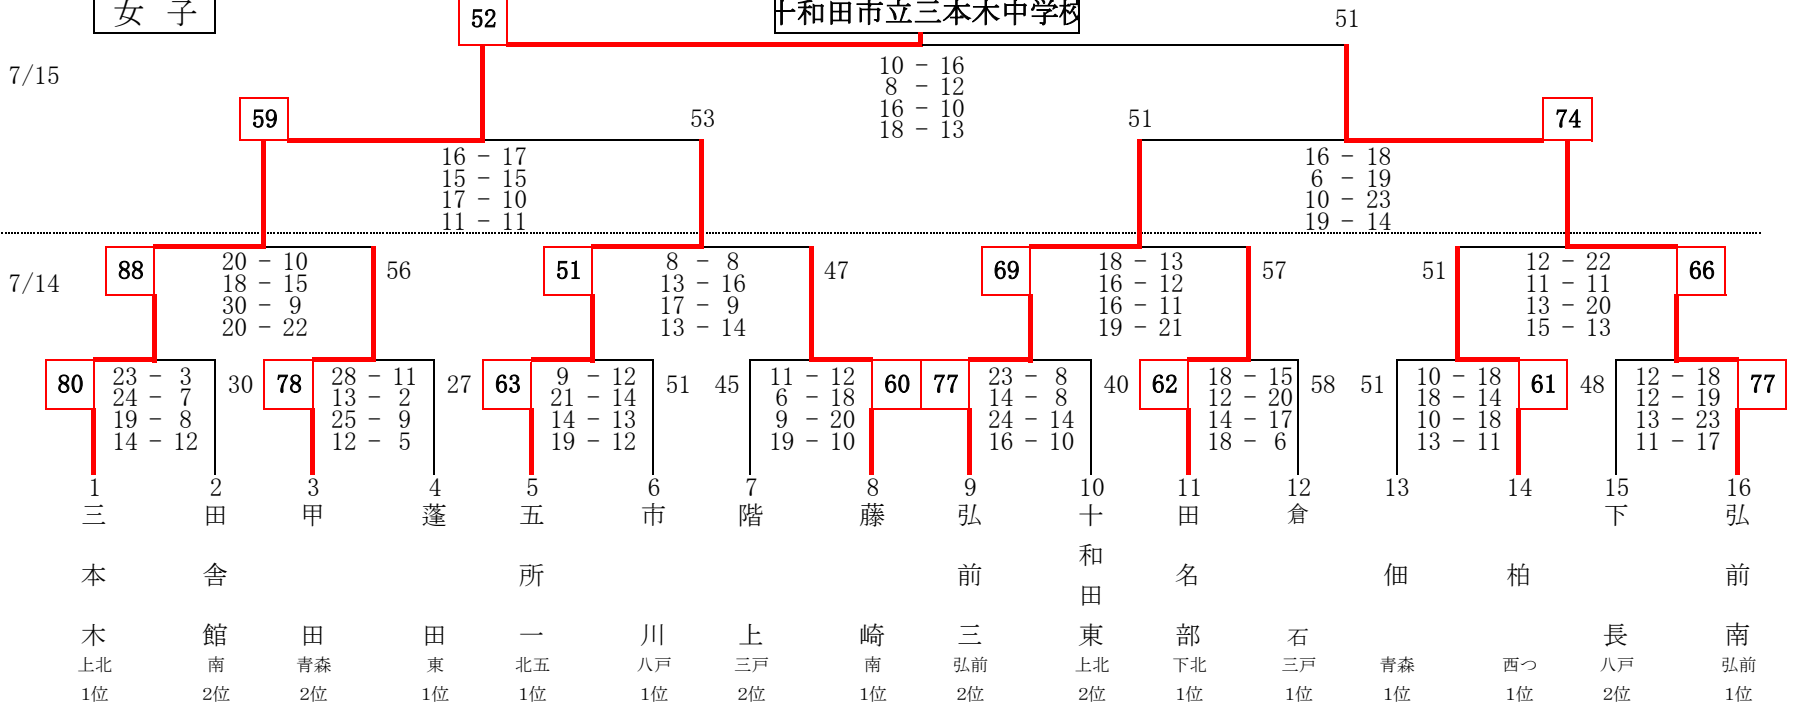 女 子
52
十和田市立三本木中学校
51
7/15
10 － 16
8 － 12
16 － 10
18 － 13
59
53
51
74
16 － 17
15 － 15
17 － 10
11 － 11
16 － 18
6 － 19
10 － 23
19 － 14
7/14
88
20 － 10
18 － 15
30 － 9
20 － 22
56
51
8 － 8
13 － 16
17 － 9
13 － 14
47
69
18 － 13
16 － 12
16 － 11
19 － 21
57
51
12 － 22
11 － 11
13 － 20
15 － 13
66
80
23 － 3
24 － 7
19 － 8
14 － 12
30
78
28 － 11
13 － 2
25 － 9
12 － 5
27
63
9 － 12
21 － 14
14 － 13
19 － 12
51
45
11 － 12
6 － 18
9 － 20
19 － 10
60
77
23 － 8
14 － 8
24 － 14
16 － 10
40
62
18 － 15
12 － 20
14 － 17
18 － 6
58
51
10 － 18
18 － 14
10 － 18
13 － 11
61
48
12 － 18
12 － 19
13 － 23
11 － 17
77
1 2 3 4 5 6 7 8 9 10 11 12 13 14 15 16
三本木
田舎館
甲田
蓬田
五所一
市川
階上
藤崎
弘前三
十和田東
田名部
倉石
佃
柏
下長
弘前南
上北 南 青森 東 北五 八戸 三戸 南 弘前 上北 下北 三戸 青森 西つ 八戸 弘前
1位 2位 2位 1位 1位 1位 2位 1位 2位 2位 1位 1位 1位 1位 2位 1位